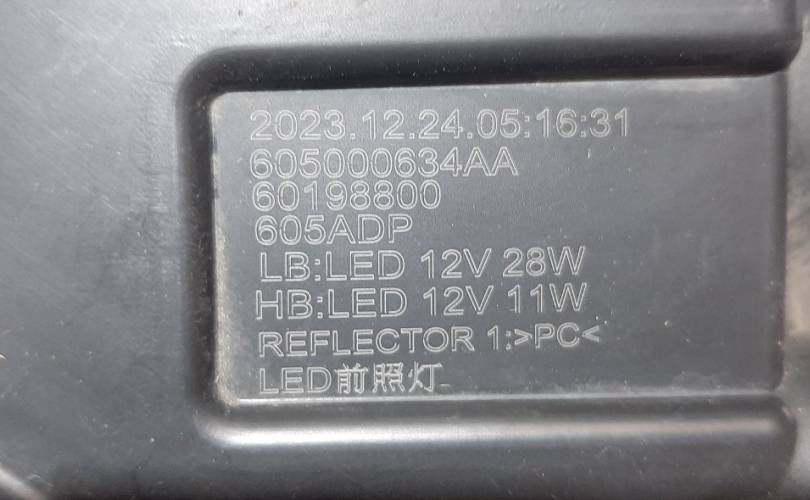 2023.12.24.05:16:31
605000634AA
60198800
605ADP
LB:LED 12V 28W
HB:LED 12V 11W
REFLECTOR 1:>PC<
LED前照灯